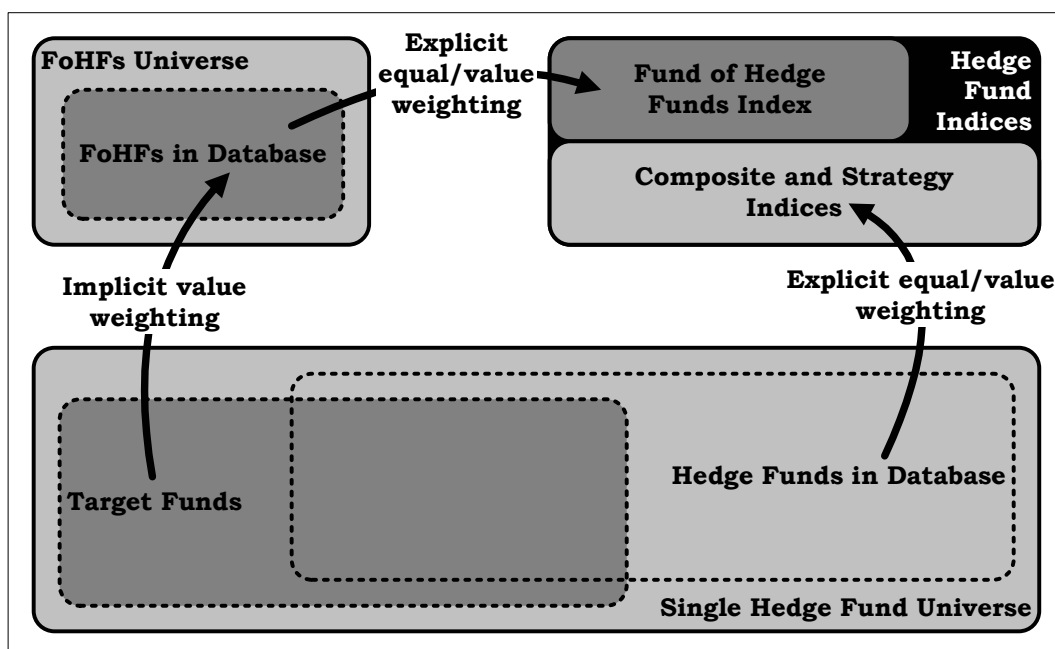 FoHFs Universe
FoHFs in Database
Explicit
equal/value
weighting
Fund of Hedge
Funds Index
Hedge
Fund
Indices
Composite and Strategy
Indices
Implicit value
weighting
Explicit equal/value
weighting
Target Funds
Hedge Funds in Database
Single Hedge Fund Universe